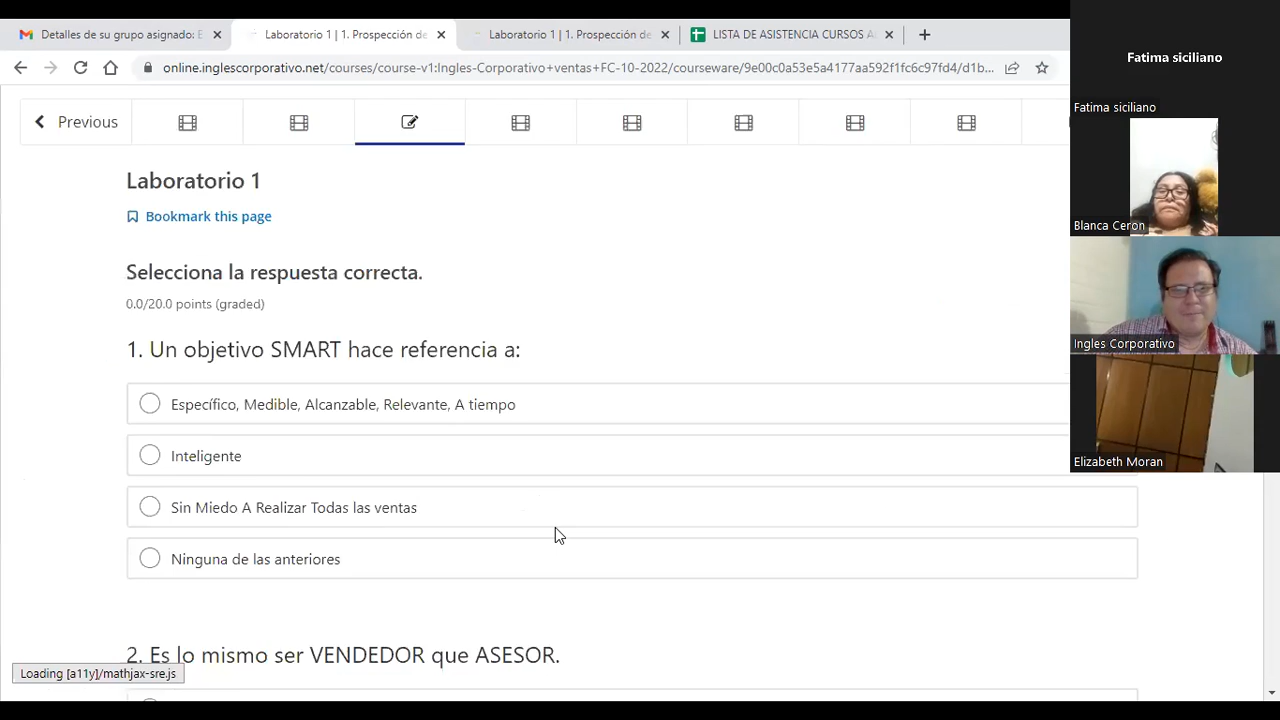 Detalles de su grupo asignado: E
Laboratorio 1 | 1. Prospección de
Laboratorio 1 | 1. Prospección de
LISTA DE ASISTENCIA CURSOS A
online.inglescorporativo.net/courses/course-v1:Ingles-Corporativo+ventas+FC-10-2022/courseware/9e00c0a53e5a4177aa592f1fc6c97fd4/d1b...
Previous
Laboratorio 1
Bookmark this page
Selecciona la respuesta correcta.
0.0/20.0 points (graded)
1. Un objetivo SMART hace referencia a:
Específico, Medible, Alcanzable, Relevante, A tiempo
Inteligente
Sin Miedo A Realizar Todas las ventas
Ninguna de las anteriores
2. Es lo mismo ser VENDEDOR que ASESOR.
Loading [a11y]/mathjax-sre.js
Fatima siciliano
Fatima siciliano
Blanca Ceron
Ingles Corporativo
Elizabeth Moran